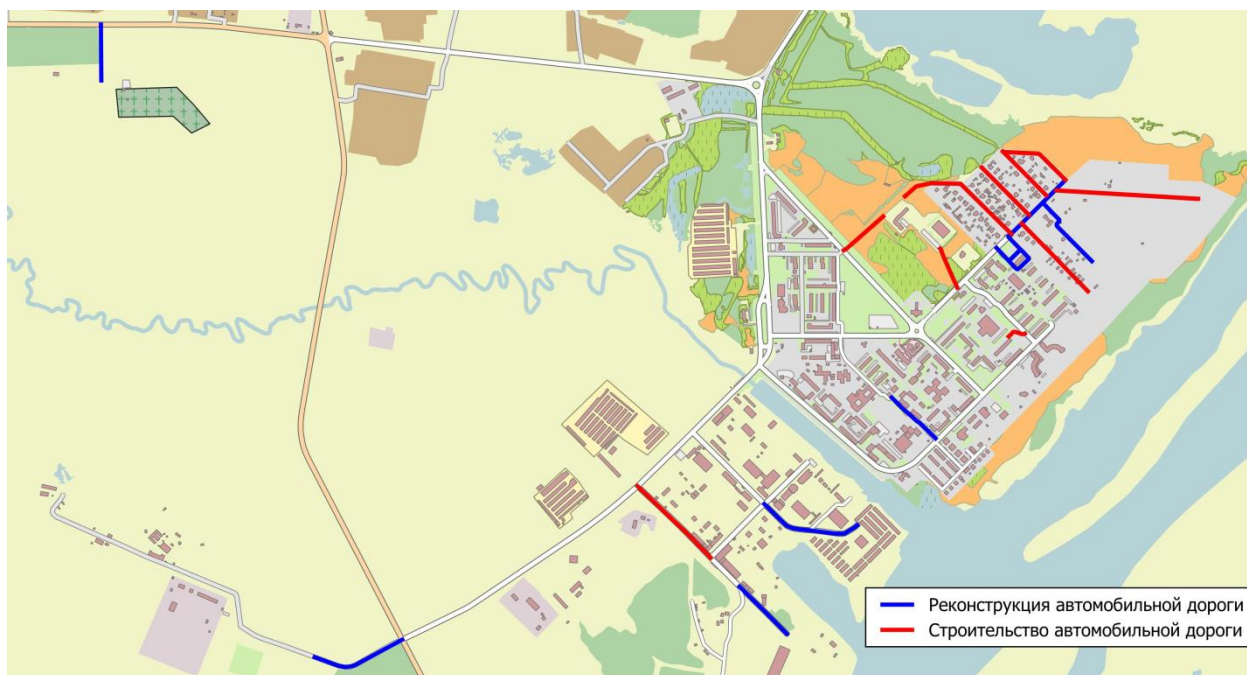 Реконструкция автомобильной дороги
Строительство автомобильной дороги